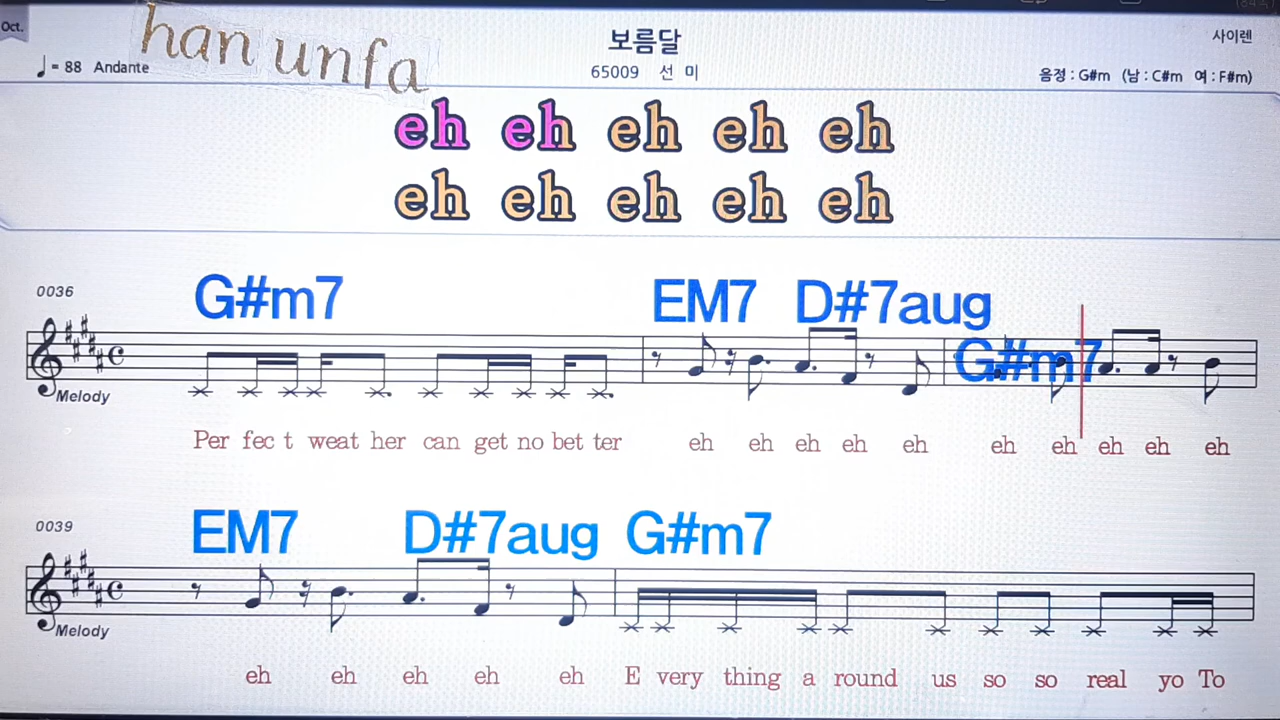 Oct.
han unfa
보름달
사이렌
♩ = 88 Andante
65009 선 미
음정 : G#m (남 : C#m 여 : F#m)
eh eh eh eh eh
eh eh eh eh eh
0036
G#m7 EM7 D#7aug
G#m7
Melody
Per fec t weat her can get no bet ter eh eh eh eh eh eh eh eh eh eh
0039
EM7 D#7aug G#m7
Melody
eh eh eh eh eh E very thing a round us so so real yo To